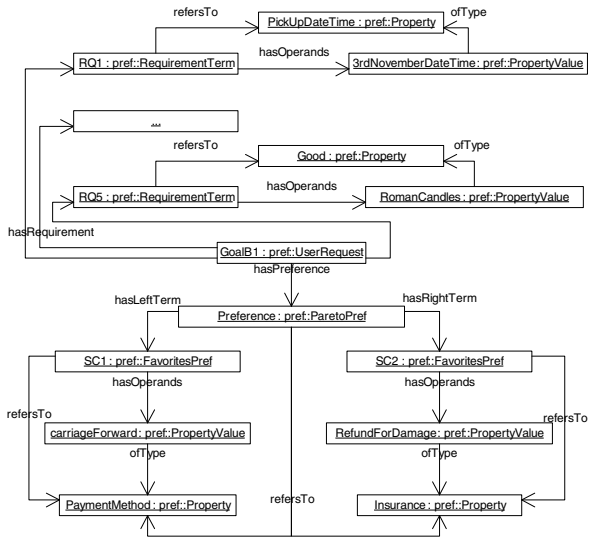 refersTo
PickUpDateTime : pref::Property
ofType
hasOperands
RQ1 : pref::RequirementTerm
3rdNovemberDateTime : pref::PropertyValue
...
refersTo
Good : pref::Property
ofType
hasOperands
RQ5 : pref::RequirementTerm
RomanCandles : pref::PropertyValue
hasRequirement
GoalB1 : pref::UserRequest
hasPreference
hasLeftTerm
hasRightTerm
Preference : pref::ParetoPref
SC1 : pref::FavoritesPref
SC2 : pref::FavoritesPref
hasOperands
hasOperands
refersTo
refersTo
carriageForward : pref::PropertyValue
RefundForDamage : pref::PropertyValue
ofType
ofType
refersTo
PaymentMethod : pref::Property
Insurance : pref::Property